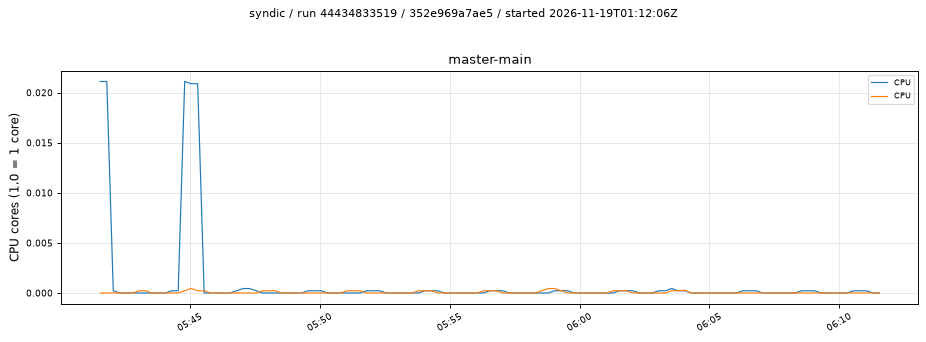 syndic / run 44434833519 / 352e969a7ae5 / started 2026-11-19T01:12:06Z
master-main
CPU
CPU
CPU cores (1.0 = 1 core)
0.020
0.015
0.010
0.005
0.000
05:45
05:50
05:55
06:00
06:05
06:10